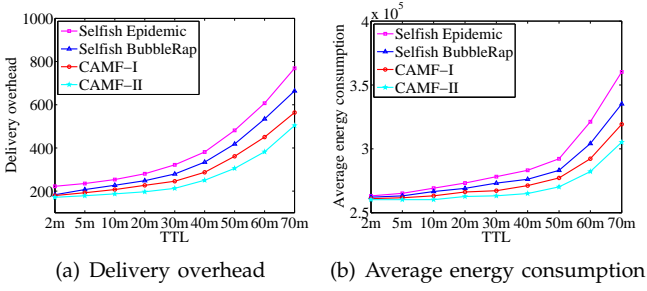 1000
800
600
400
200
Delivery overhead
Selfish Epidemic
Selfish BubbleRap
CAMF-I
CAMF-II
2m 5m 10m 20m 30m 40m 50m 60m 70m
TTL
(a) Delivery overhead
4 x 10^5
35
3
25
Average energy consumption
Selfish Epidemic
Selfish BubbleRap
CAMF-I
CAMF-II
2m 5m 10m 20m 30m 40m 50m 60m 70m
TTL
(b) Average energy consumption